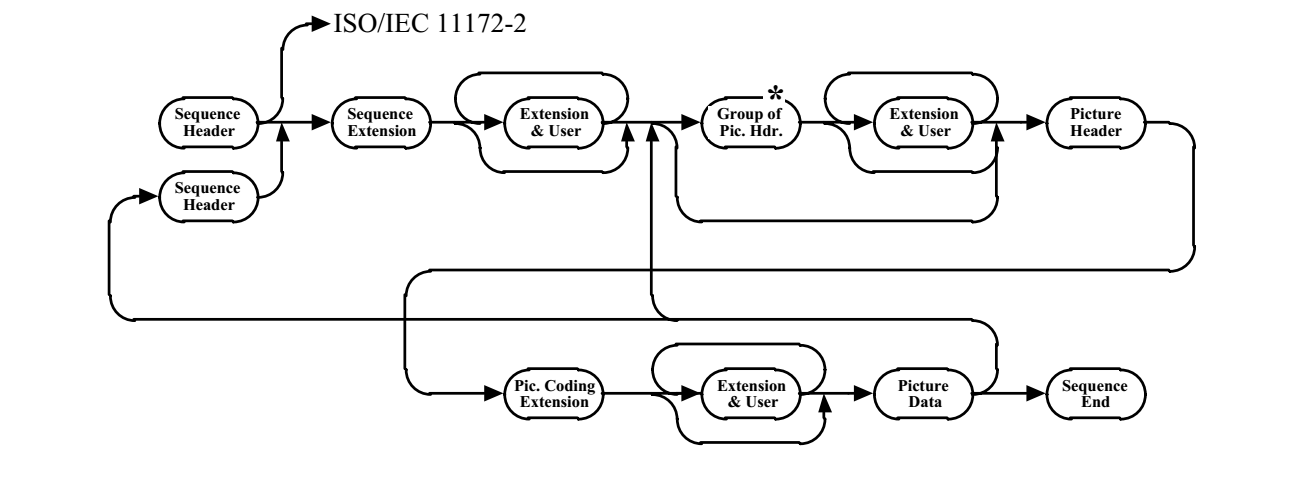 ISO/IEC 11172-2
Sequence
Header
Sequence
Extension
Extension
& User
*
Group of
Pic. Hdr.
Extension
& User
Picture
Header
Sequence
Header
Pic. Coding
Extension
Extension
& User
Picture
Data
Sequence
End